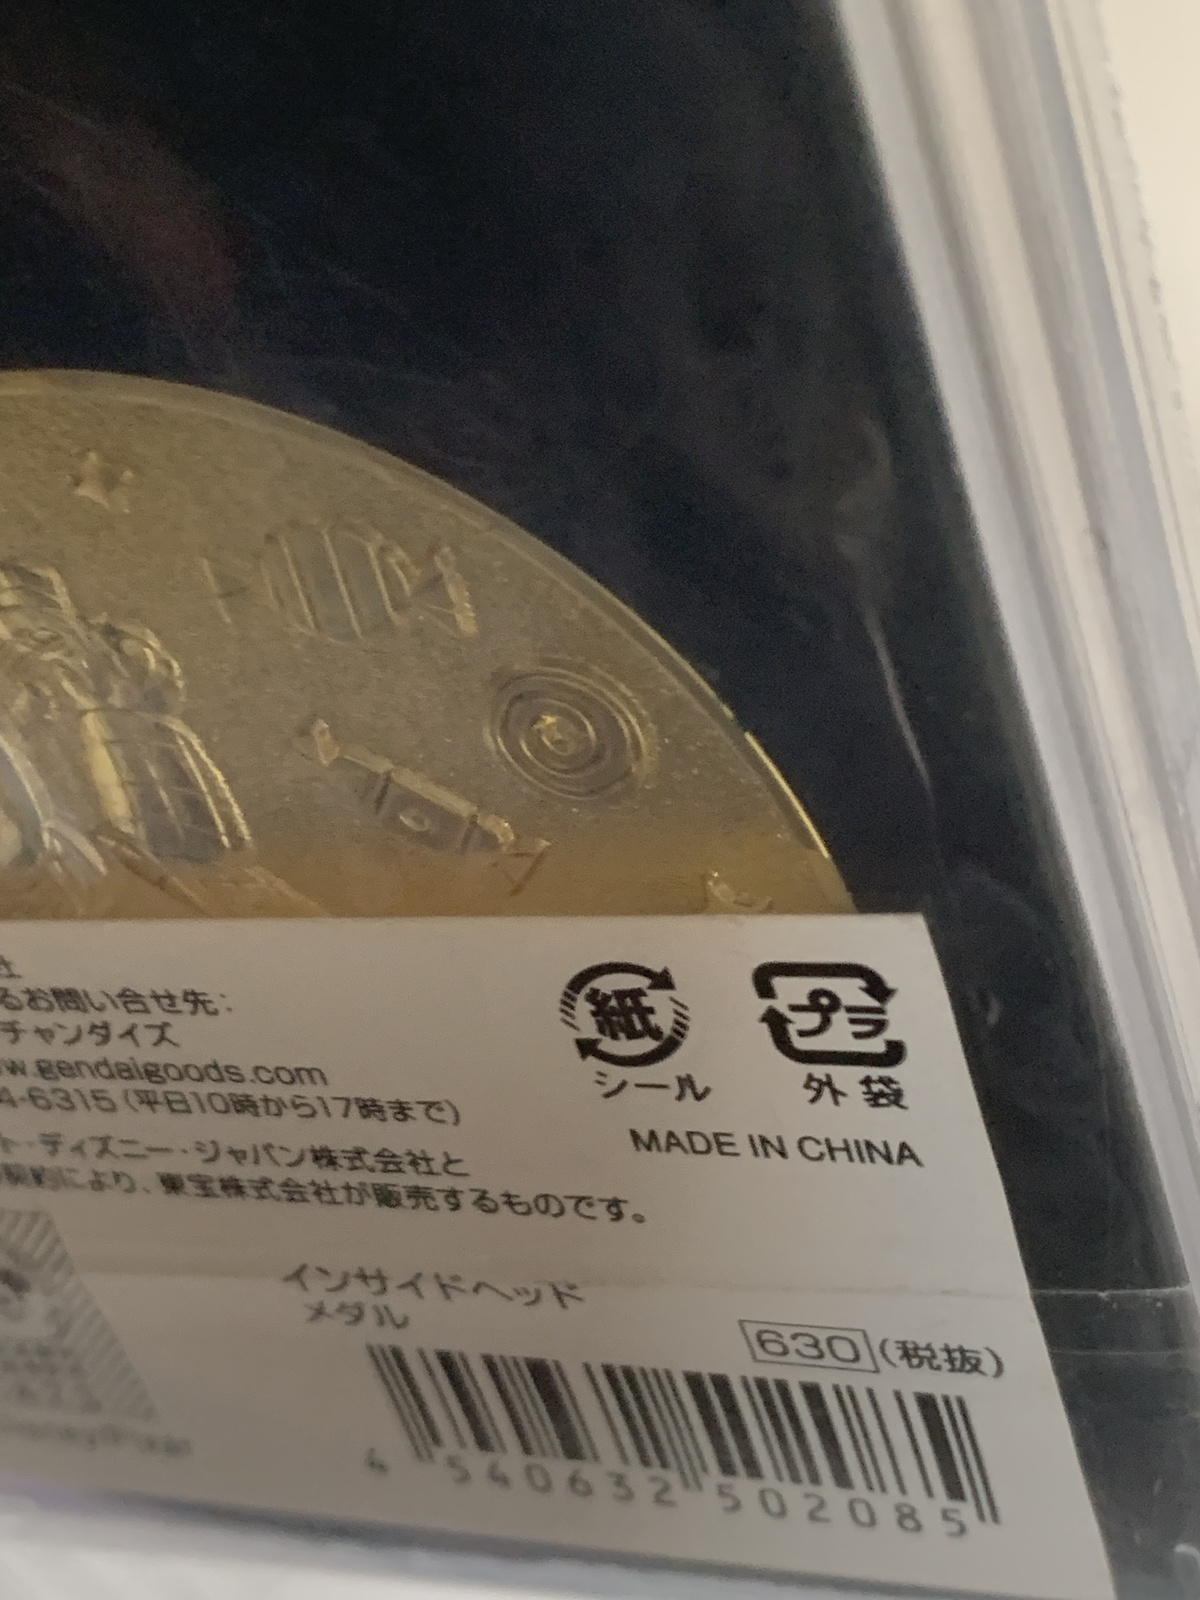 社
るお問い合せ先：
チャンダイズ
w.gendaigoods.com
4-6315（平日10時から17時まで）
ト・ディズニー・ジャパン株式会社と
契約により、東宝株式会社が販売するものです。
紙
シール
プラ
外袋
MADE IN CHINA
インサイドヘッド
メダル
630（税抜）
4 540632 502085